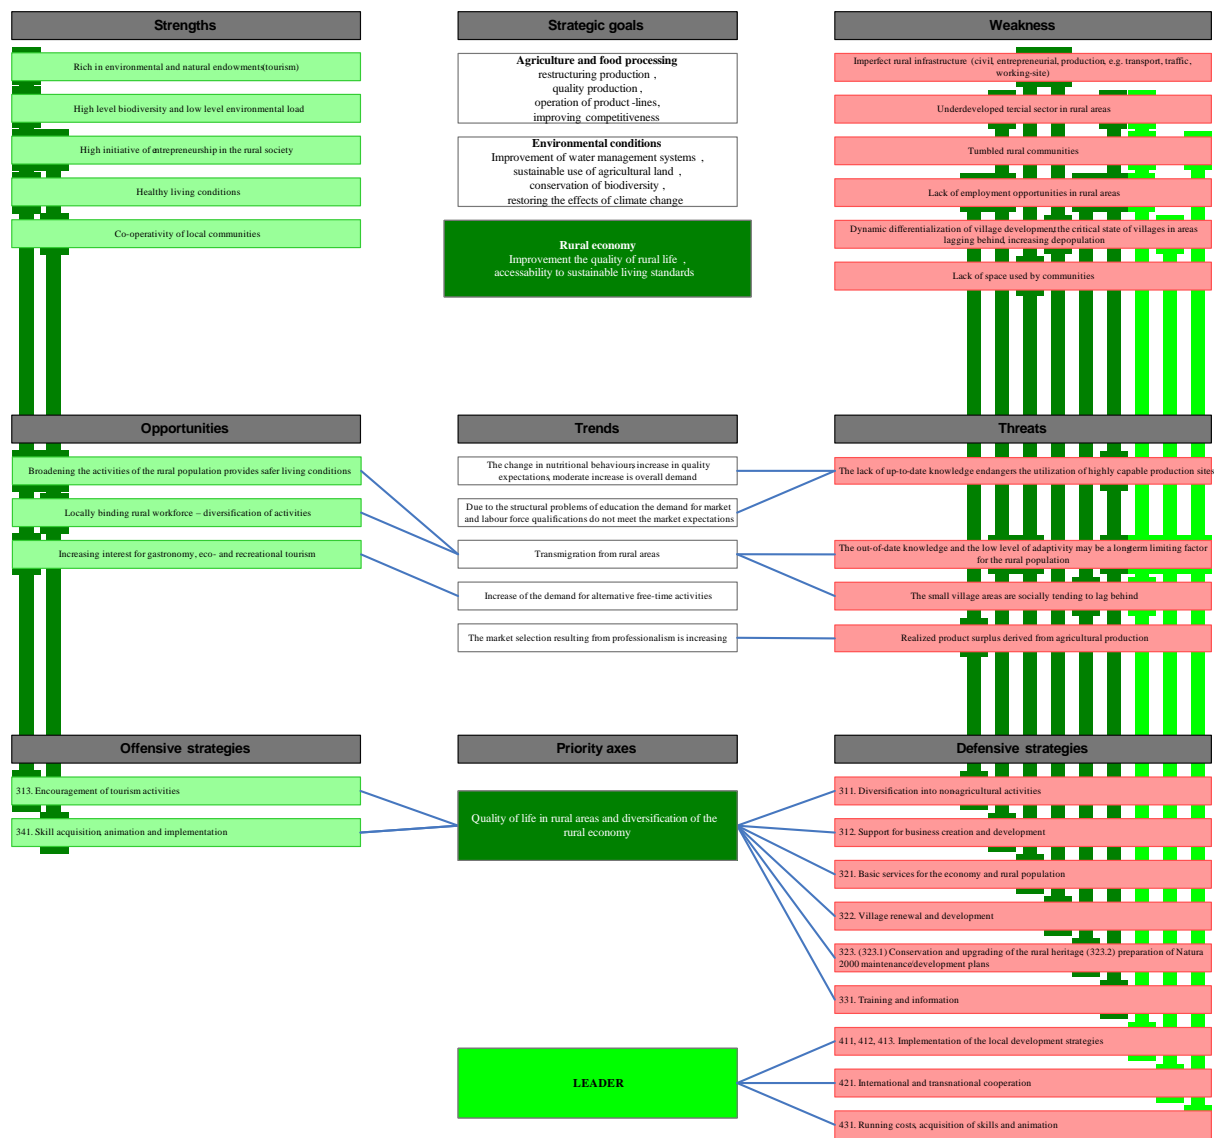 Strengths
Rich in environmental and natural endowments(tourism)
High level biodiversity and low level environmental load
High initiative of entrepreneurship in the rural society
Healthy living conditions
Co-operativity of local communities
Strategic goals
Agriculture and food processing
restructuring production ,
quality production ,
operation of product -lines,
improving competitiveness
Environmental conditions
Improvement of water management systems ,
sustainable use of agricultural land ,
conservation of biodiversity ,
restoring the effects of climate change
Rural economy
Improvement the quality of rural life ,
accessability to sustainable living standards
Weakness
Imperfect rural infrastructure (civil, entrepreneurial, production, e.g. transport, traffic,
working-site)
Underdeveloped tercial sector in rural areas
Tumbled rural communities
Lack of employment opportunities in rural areas
Dynamic differentialization of village development, the critical state of villages in areas
lagging behind, increasing depopulation
Lack of space used by communities
Opportunities
Broadening the activities of the rural population provides safer living conditions
Locally binding rural workforce – diversification of activities
Increasing interest for gastronomy, eco- and recreational tourism
Trends
The change in nutritional behaviours, increase in quality
expectations, moderate increase is overall demand
Due to the structural problems of education the demand for market
and labour force qualifications do not meet the market expectations
Transmigration from rural areas
Increase of the demand for alternative free-time activities
The market selection resulting from professionalism is increasing
Threats
The lack of up-to-date knowledge endangers the utilization of highly capable production sites
The out-of-date knowledge and the low level of adaptivity may be a long-term limiting factor
for the rural population
The small village areas are socially tending to lag behind
Realized product surplus derived from agricultural production
Offensive strategies
313. Encouragement of tourism activities
341. Skill acquisition, animation and implementation
Priority axes
Quality of life in rural areas and diversification of the
rural economy
LEADER
Defensive strategies
311. Diversification into nonagricultural activities
312. Support for business creation and development
321. Basic services for the economy and rural population
322. Village renewal and development
323. (323.1) Conservation and upgrading of the rural heritage, (323.2) preparation of Natura
2000 maintenance/development plans
331. Training and information
411, 412, 413. Implementation of the local development strategies
421. International and transnational cooperation
431. Running costs, acquisition of skills and animation